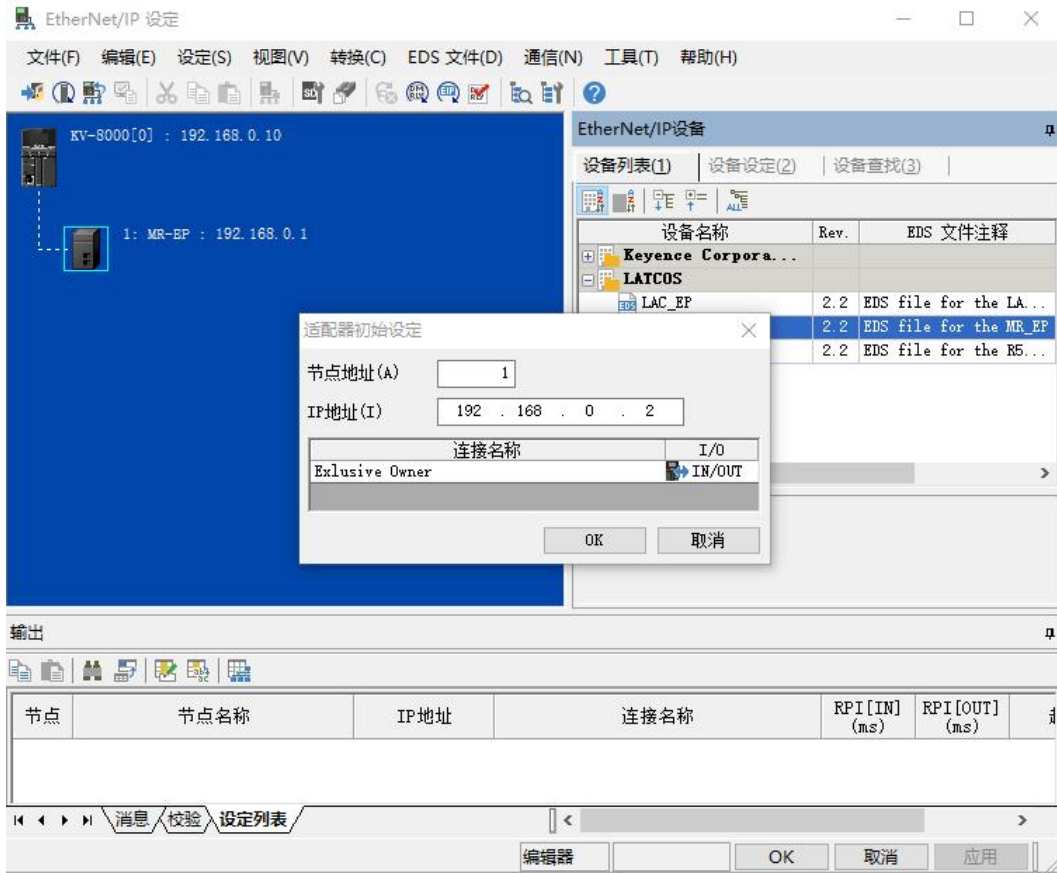 EtherNet/IP 设定
文件(F) 编辑(E) 设定(S) 视图(V) 转换(C) EDS 文件(D) 通信(N) 工具(T) 帮助(H)
KV-8000[0] : 192.168.0.10
1: MR-EP : 192.168.0.1
EtherNet/IP设备
设备列表(1) 设备设定(2) 设备查找(3)
设备名称 Rev. EDS 文件注释
Keyence Corpora...
LATCOS
LAC_EP 2.2 EDS file for the LA...
2.2 EDS file for the MR_EP
2.2 EDS file for the R5...
适配器初始设定
节点地址(A) 1
IP地址(I) 192 . 168 . 0 . 2
连接名称 I/O
Exlusive Owner IN/OUT
OK 取消
输出
节点 节点名称 IP地址 连接名称 RPI[IN] (ms) RPI[OUT] (ms)
消息 校验 设定列表
编辑器 OK 取消 应用